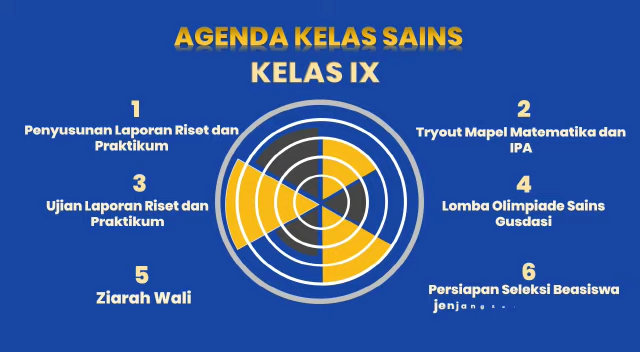 AGENDA KELAS SAINS
KELAS IX
1
Penyusunan Laporan Riset dan
Praktikum
2
Tryout Mapel Matematika dan
IPA
3
Ujian Laporan Riset dan
Praktikum
4
Lomba Olimpiade Sains
Gusdasi
5
Ziarah Wali
6
Persiapan Seleksi Beasiswa